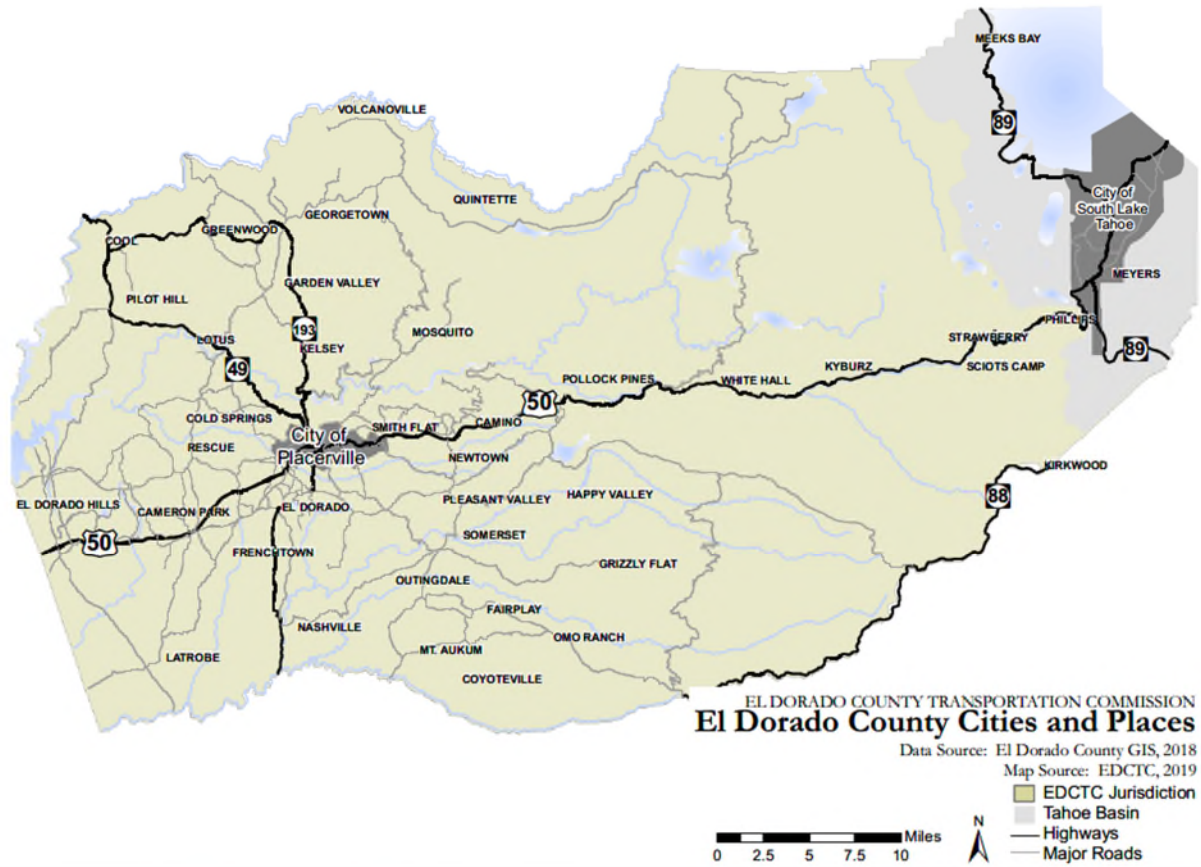 MEEKS BAY
VOLCANOVILLE
89
QUINTETTE
City of
South Lake
Tahoe
GEORGETOWN
GREENWOOD
COOL
MEYERS
GARDEN VALLEY
PILOT HILL
PHILLIPS
193
MOSQUITO
LOTUS
STRAWBERRY
KELSEY
89
49
KYBURZ
SCIOTS CAMP
POLLOCK PINES
WHITE HALL
50
COLD SPRINGS
SMITH FLAT
CAMINO
City of
Placerville
RESCUE
NEWTOWN
KIRKWOOD
PLEASANT VALLEY
HAPPY VALLEY
88
EL DORADO HILLS
CAMERON PARK
EL DORADO
50
SOMERSET
FRENCHTOWN
GRIZZLY FLAT
OUTINGDALE
FAIRPLAY
NASHVILLE
OMO RANCH
MT. AUKUM
LATROBE
COYOTEVILLE
EL DORADO COUNTY TRANSPORTATION COMMISSION
El Dorado County Cities and Places
Data Source: El Dorado County GIS, 2018
Map Source: EDCTC, 2019
EDCTC Jurisdiction
Tahoe Basin
Highways
Major Roads
N
Miles
0 2.5 5 7.5 10